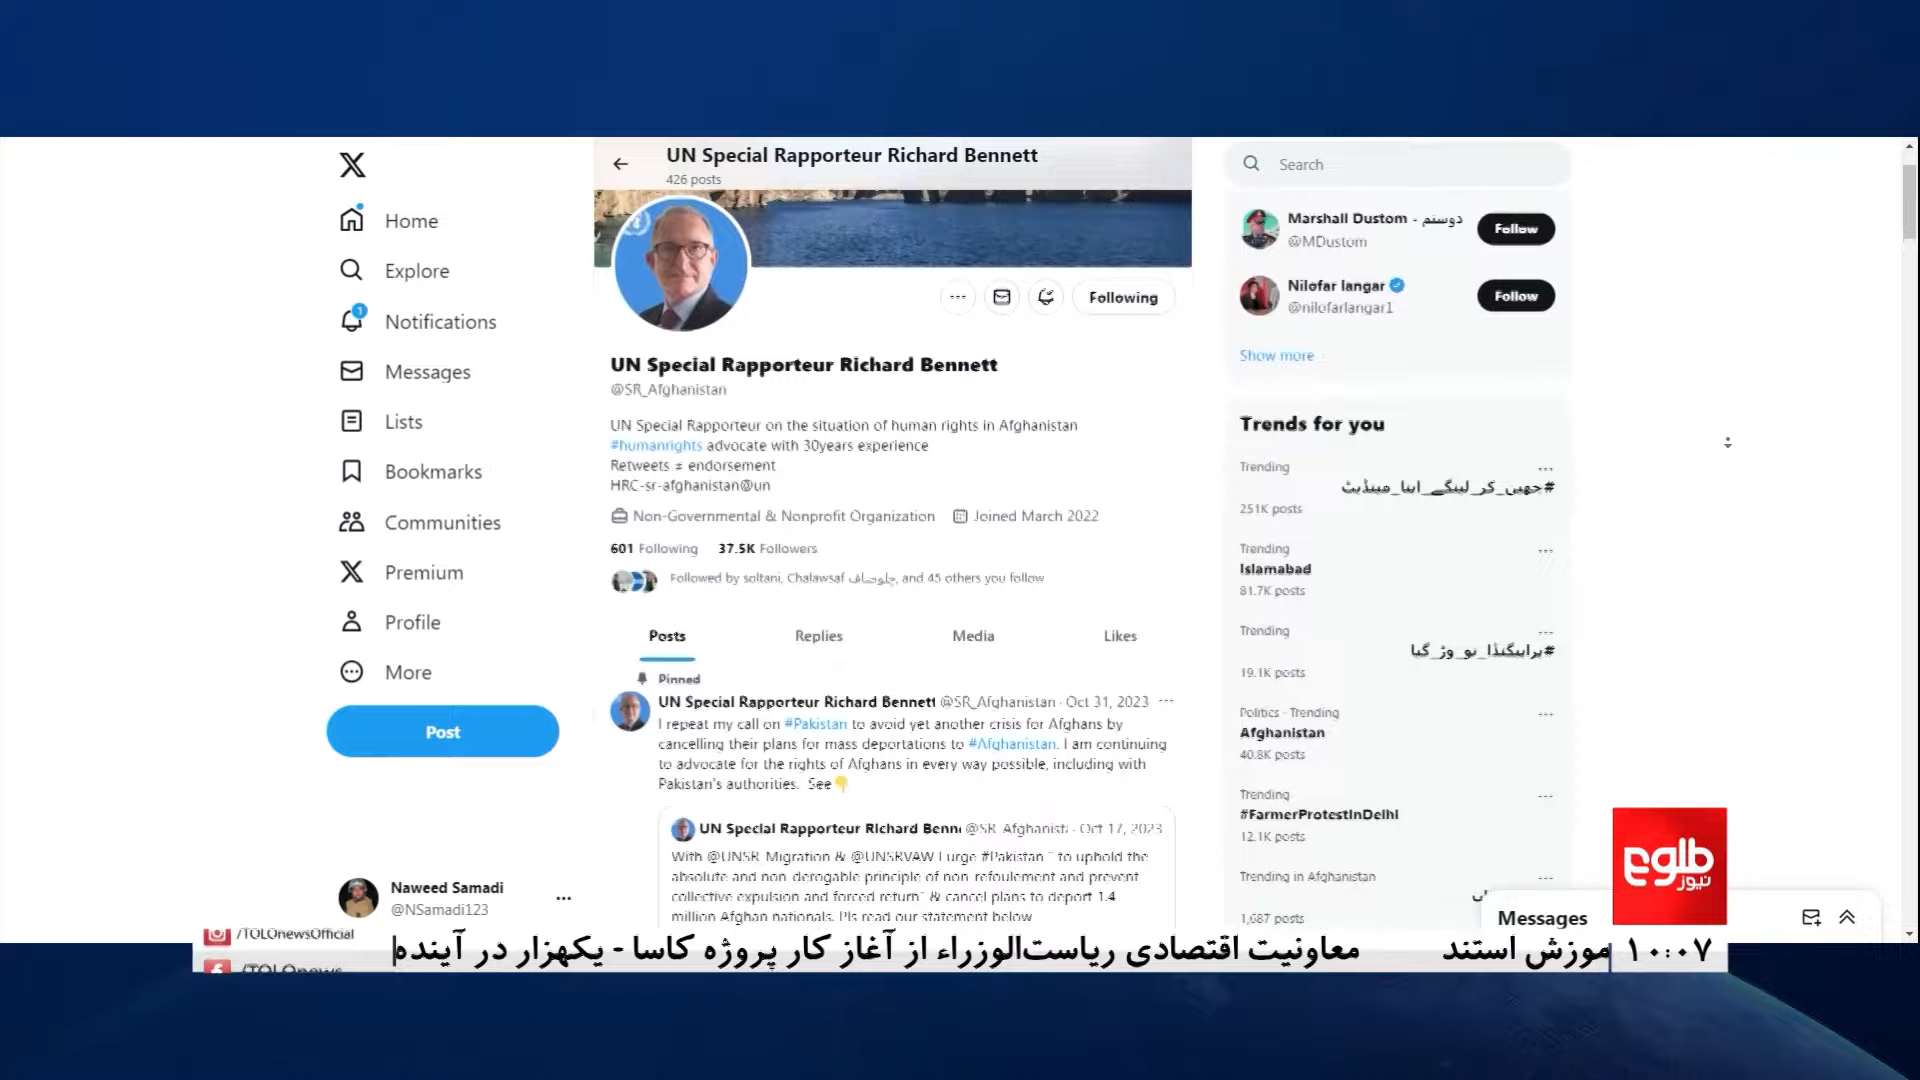 Home
Explore
1
Notifications
Messages
Lists
Bookmarks
Communities
Premium
Profile
More
Post
Naweed Samadi
@NSamadi123
UN Special Rapporteur Richard Bennett
426 posts
Following
UN Special Rapporteur Richard Bennett
@SR_Afghanistan
UN Special Rapporteur on the situation of human rights in Afghanistan
#humanrights advocate with 30years experience
Retweets ≠ endorsement
HRC-sr-afghanistan@un
Non-Governmental & Nonprofit Organization Joined March 2022
601 Following 37.5K Followers
Followed by soltani, Chalawsaf چلوصاف, and 45 others you follow
Posts Replies Media Likes
Pinned
UN Special Rapporteur Richard Bennett @SR_Afghanistan · Oct 31, 2023
I repeat my call on #Pakistan to avoid yet another crisis for Afghans by
cancelling their plans for mass deportations to #Afghanistan. I am continuing
to advocate for the rights of Afghans in every way possible, including with
Pakistan's authorities. See👇
UN Special Rapporteur Richard Benn @SR_Afghanist · Oct 17, 2023
With @UNSR_Migration & @UNSRVAW I urge #Pakistan " to uphold the
absolute and non-derogable principle of non-refoulement and prevent
collective expulsion and forced return" & cancel plans to deport 1.4
million Afghan nationals. Pls read our statement below
Search
Marshall Dustom - دوستم
@MDustom
Follow
Nilofar langar
@nilofarlangar1
Follow
Show more
Trends for you
Trending
#چھین_کر_لینگے_اپنا_مینڈیٹ
251K posts
Trending
Islamabad
81.7K posts
Trending
19.1K posts
Politics · Trending
Afghanistan
40.8K posts
Trending
#FarmerProtestInDelhi
12.1K posts
Trending in Afghanistan
1,687 posts
Messages
طلوع
نیوز
/TOLOnewsOfficial
/TOLOnews
۱۰:۰۷
موزش استند معاونیت اقتصادی ریاست‌الوزراء از آغاز کار پروژه کاسا - یکهزار در آینده